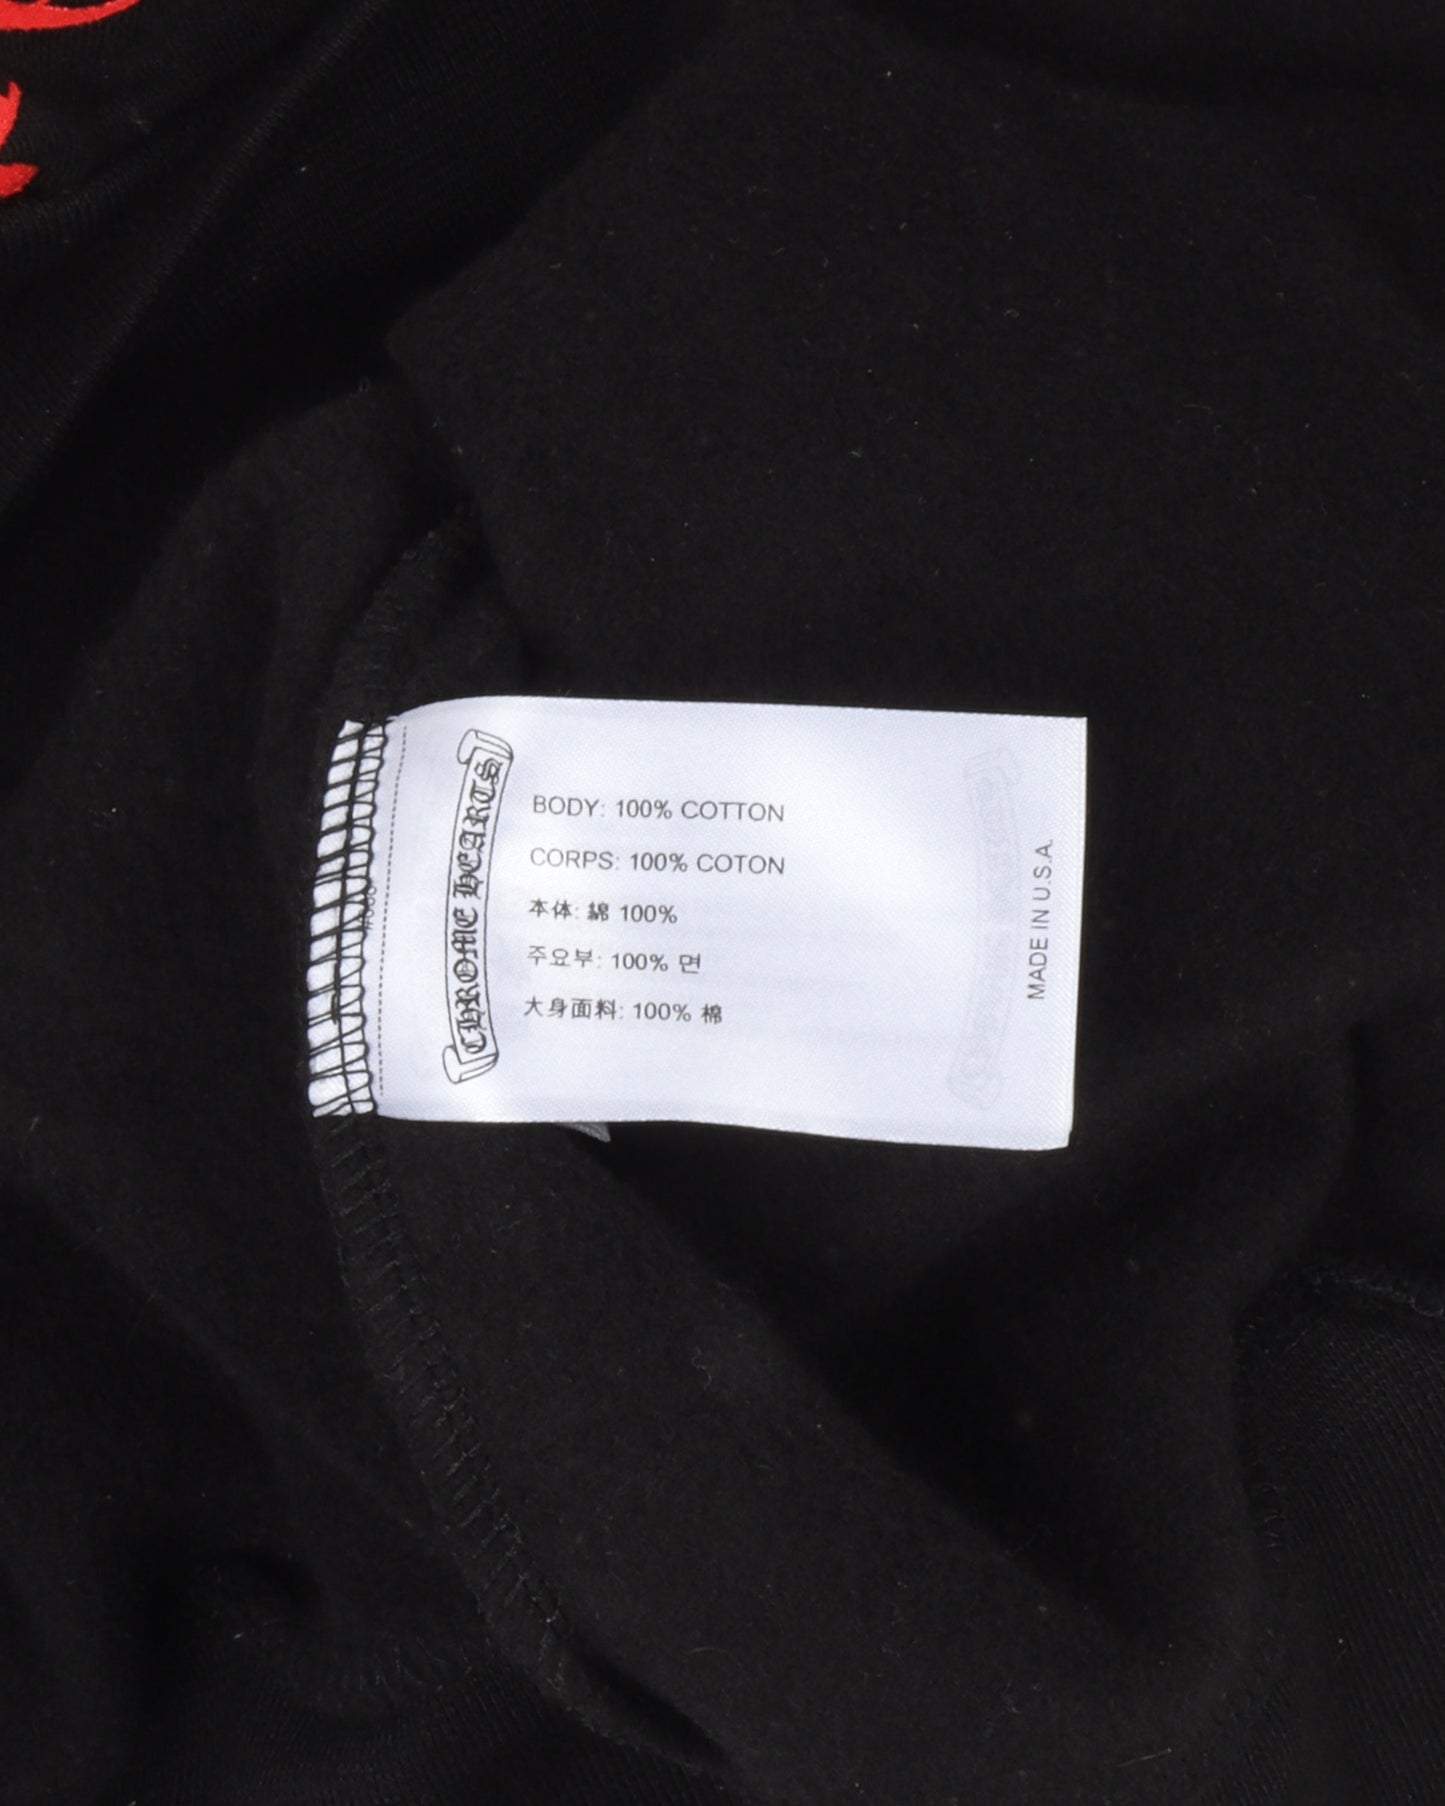 CHROME HEARTS
BODY: 100% COTTON
CORPS: 100% COTON
本体: 綿 100%
주요부: 100% 면
大身面料: 100% 棉
MADE IN U.S.A.